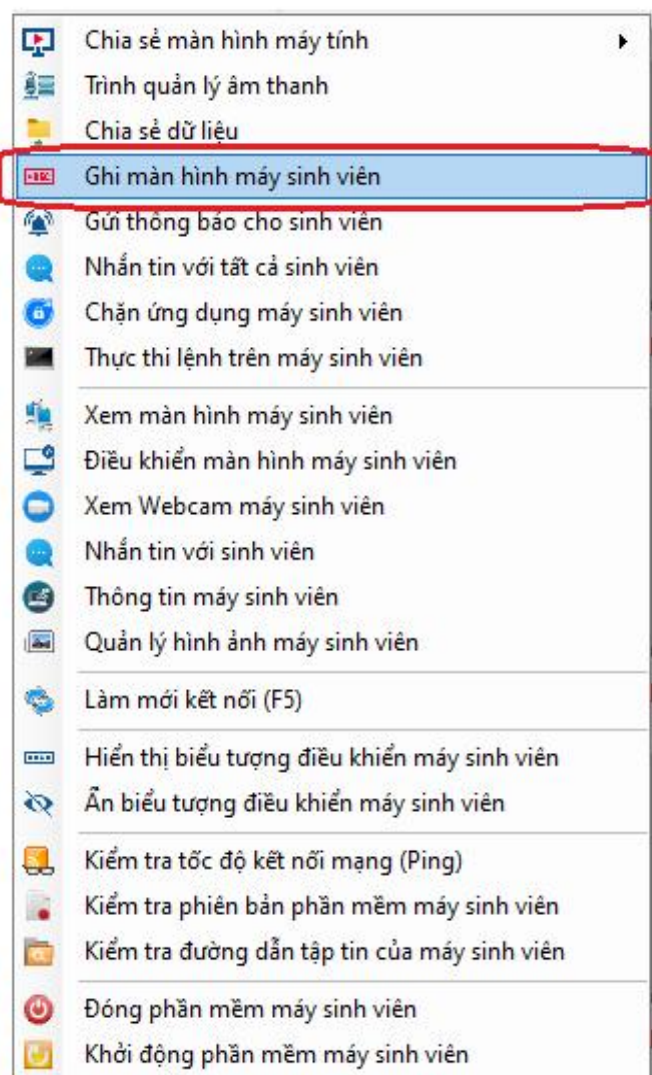 Chia sẻ màn hình máy tính
Trình quản lý âm thanh
Chia sẻ dữ liệu
REC Ghi màn hình máy sinh viên
Gửi thông báo cho sinh viên
Nhắn tin với tất cả sinh viên
Chặn ứng dụng máy sinh viên
Thực thi lệnh trên máy sinh viên
Xem màn hình máy sinh viên
Điều khiển màn hình máy sinh viên
Xem Webcam máy sinh viên
Nhắn tin với sinh viên
Thông tin máy sinh viên
Quản lý hình ảnh máy sinh viên
Làm mới kết nối (F5)
Hiển thị biểu tượng điều khiển máy sinh viên
Ẩn biểu tượng điều khiển máy sinh viên
Kiểm tra tốc độ kết nối mạng (Ping)
Kiểm tra phiên bản phần mềm máy sinh viên
Kiểm tra đường dẫn tập tin của máy sinh viên
Đóng phần mềm máy sinh viên
Khởi động phần mềm máy sinh viên